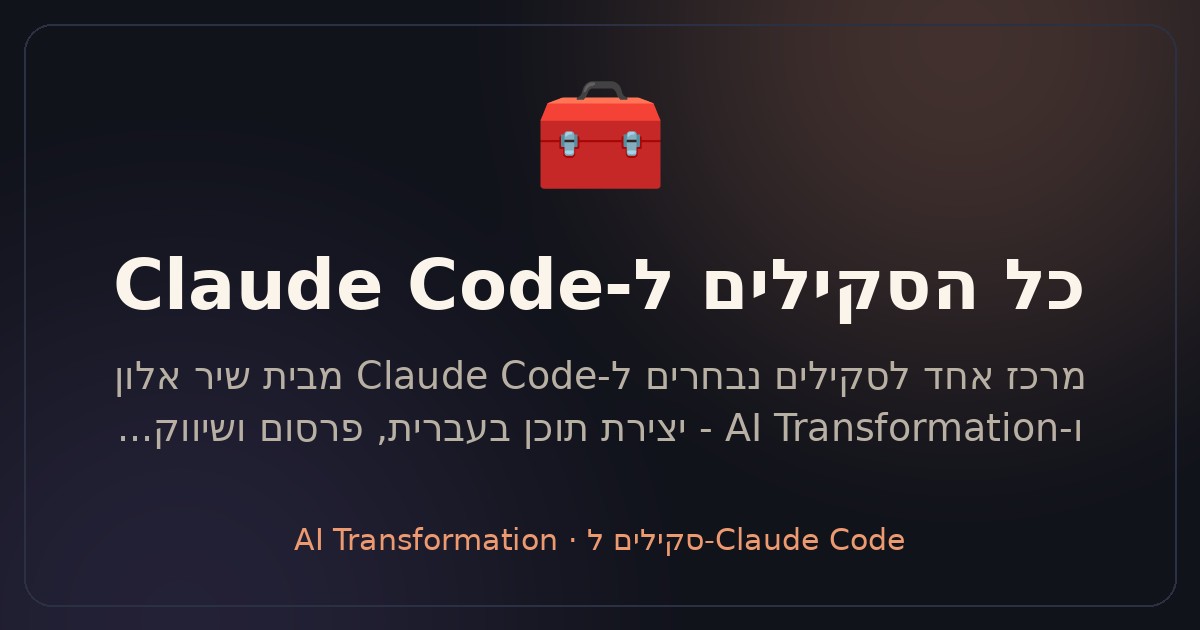 כל הסקילים ל-Claude Code
מרכז אחד לסקילים נבחרים ל-Claude Code מבית שיר אלון
ו-AI Transformation - יצירת תוכן בעברית, פרסום ושיווק...
AI Transformation · סקילים ל-Claude Code